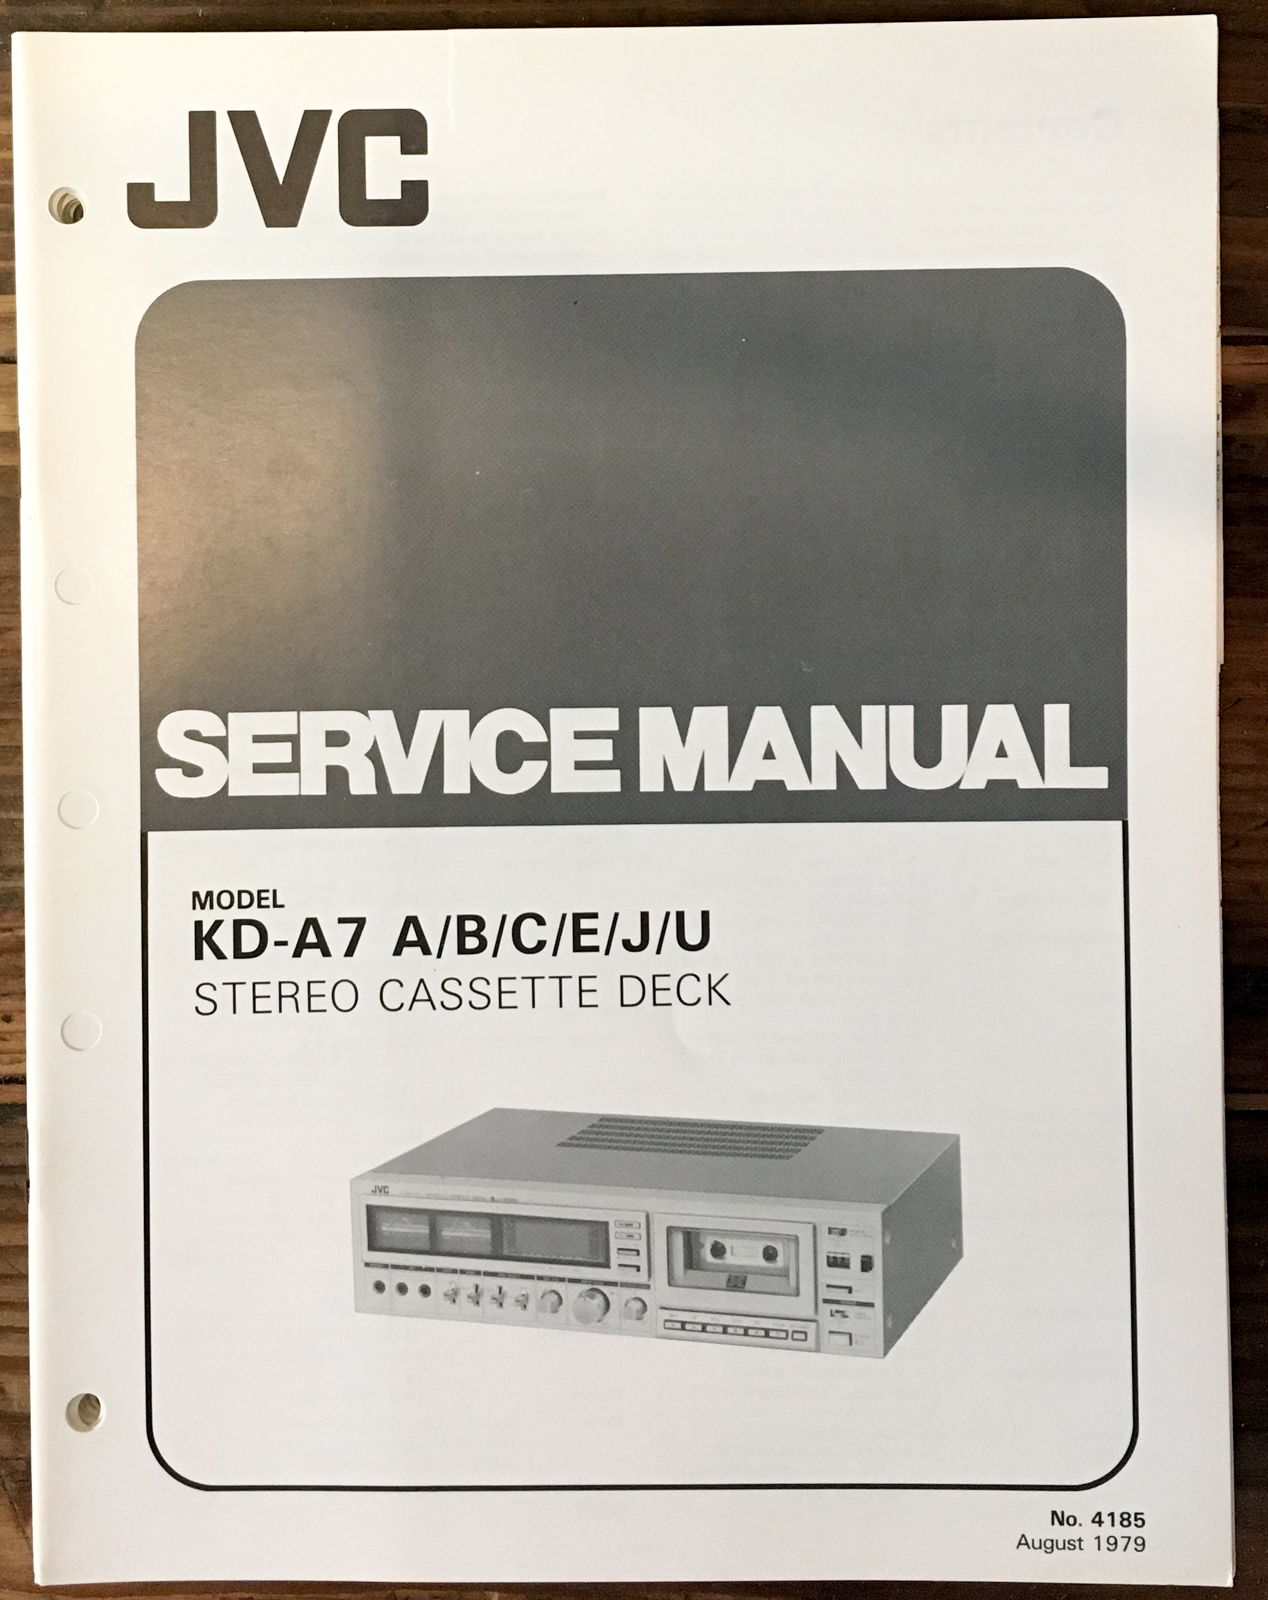 JVC
SERVICE MANUAL
MODEL
KD-A7 A/B/C/E/J/U
STEREO CASSETTE DECK
JVC
No. 4185
August 1979